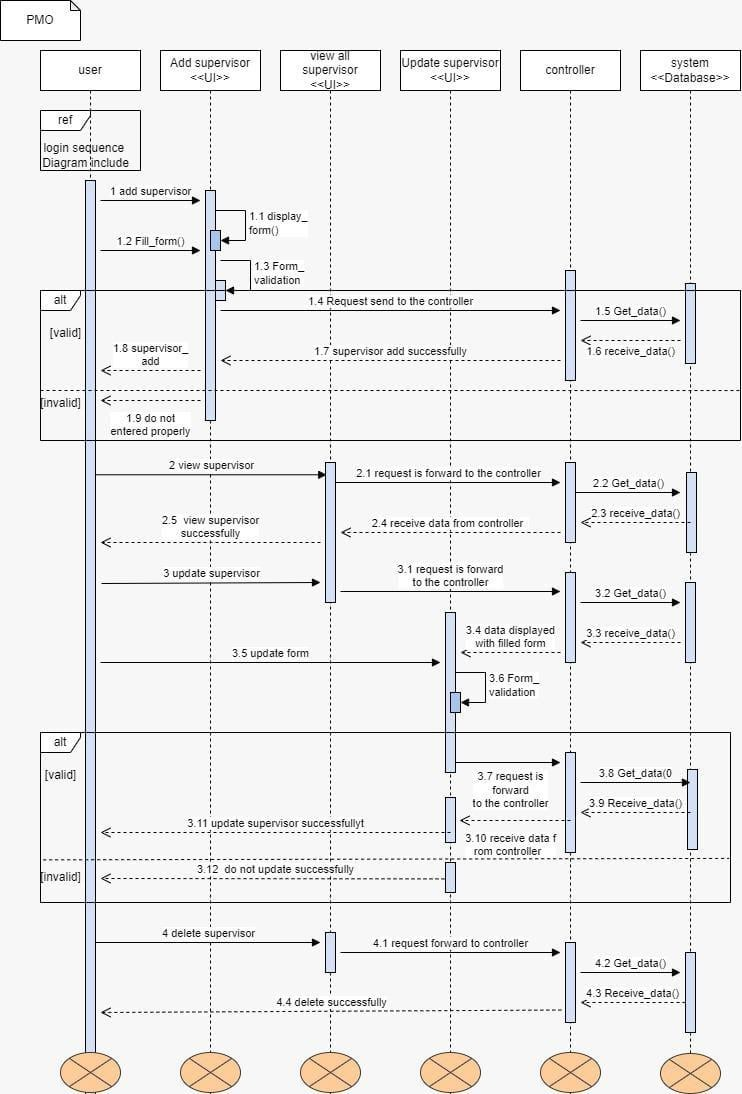 PMO
user
Add supervisor
<<UI>>
view all
supervisor
<<UI>>
Update supervisor
<<UI>>
controller
system
<<Database>>
ref
login sequence
Diagram include
1 add supervisor
1.1 display_
form()
1.2 Fill_form()
1.3 Form_
validation
alt
1.4 Request send to the controller
1.5 Get_data()
[valid]
1.6 receive_data()
1.7 supervisor add successfully
1.8 supervisor_
add
[invalid]
1.9 do not
entered properly
2 view supervisor
2.1 request is forward to the controller
2.2 Get_data()
2.3 receive_data()
2.4 receive data from controller
2.5 view supervisor
successfully
3 update supervisor
3.1 request is forward
to the controller
3.2 Get_data()
3.3 receive_data()
3.4 data displayed
with filled form
3.5 update form
3.6 Form_
validation
alt
[valid]
3.7 request is
forward
to the controller
3.8 Get_data(0
3.9 Receive_data()
3.10 receive data f
rom controller
3.11 update supervisor successfullyt
3.12 do not update successfully
[invalid]
4 delete supervisor
4.1 request forward to controller
4.2 Get_data()
4.3 Receive_data()
4.4 delete successfully